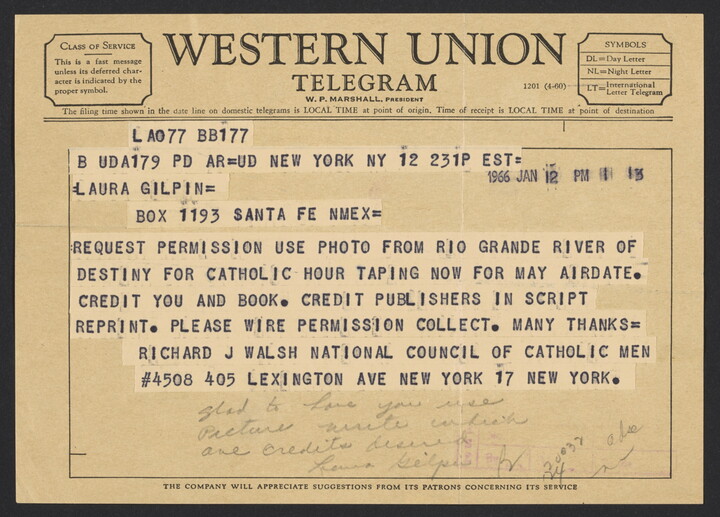 CLASS OF SERVICE
This is a fast message
unless its deferred char-
acter is indicated by the
proper symbol.
WESTERN UNION
TELEGRAM
W. P. MARSHALL, PRESIDENT
1201 (4-60)
SYMBOLS
DL=Day Letter
NL=Night Letter
LT=International Letter Telegram
The filing time shown in the date line on domestic telegrams is LOCAL TIME at point of origin. Time of receipt is LOCAL TIME at point of destination
LA077 BB177
B UDA179 PD AR=UD NEW YORK NY 12 231P EST=
1966 JAN 12 PM 1 13
=LAURA GILPIN=
BOX 1193 SANTA FE NMEX=
REQUEST PERMISSION USE PHOTO FROM RIO GRANDE RIVER OF
DESTINY FOR CATHOLIC HOUR TAPING NOW FOR MAY AIRDATE.
CREDIT YOU AND BOOK. CREDIT PUBLISHERS IN SCRIPT
REPRINT. PLEASE WIRE PERMISSION COLLECT. MANY THANKS=
RICHARD J WALSH NATIONAL COUNCIL OF CATHOLIC MEN
#4508 405 LEXINGTON AVE NEW YORK 17 NEW YORK.
Glad to have you use
Picture write which
are credits desired
Laura Gilpin
THE COMPANY WILL APPRECIATE SUGGESTIONS FROM ITS PATRONS CONCERNING ITS SERVICE